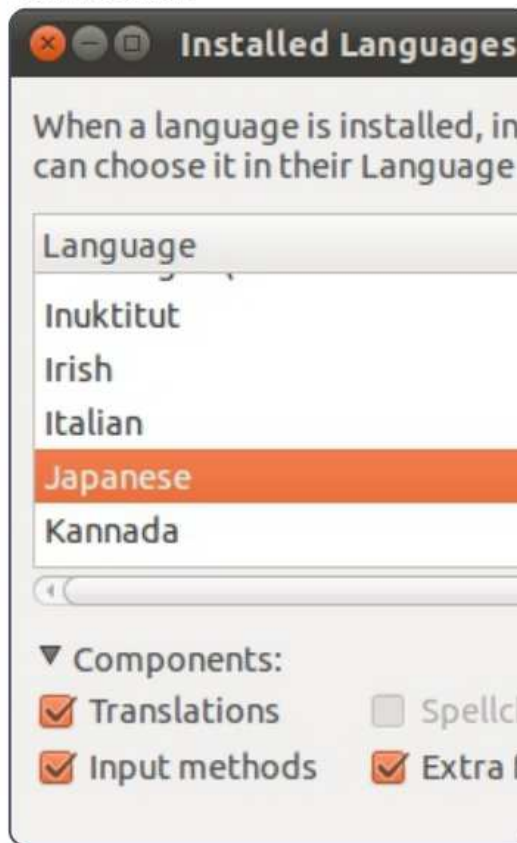 Installed Languages
When a language is installed, in
can choose it in their Language
Language
Inuktitut
Irish
Italian
Japanese
Kannada
Components:
Translations
Input methods Extra